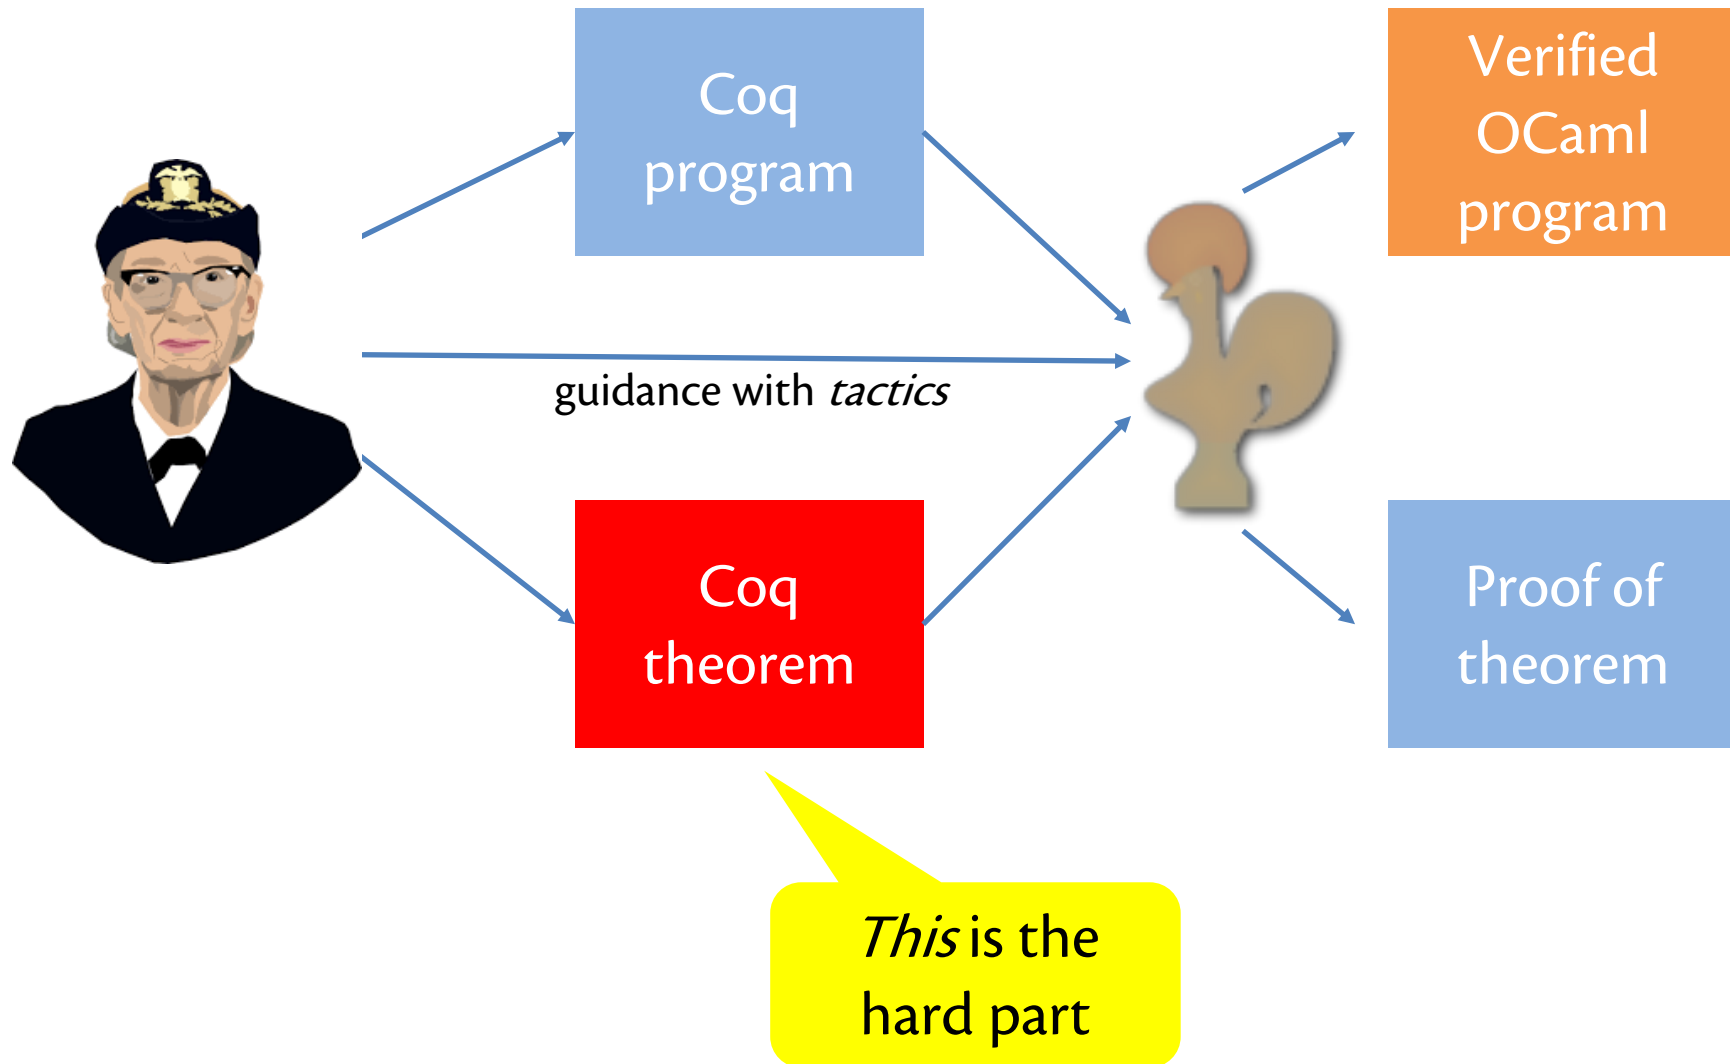 Coq
program
Verified
OCaml
program
guidance with tactics
Coq
theorem
Proof of
theorem
This is the
hard part